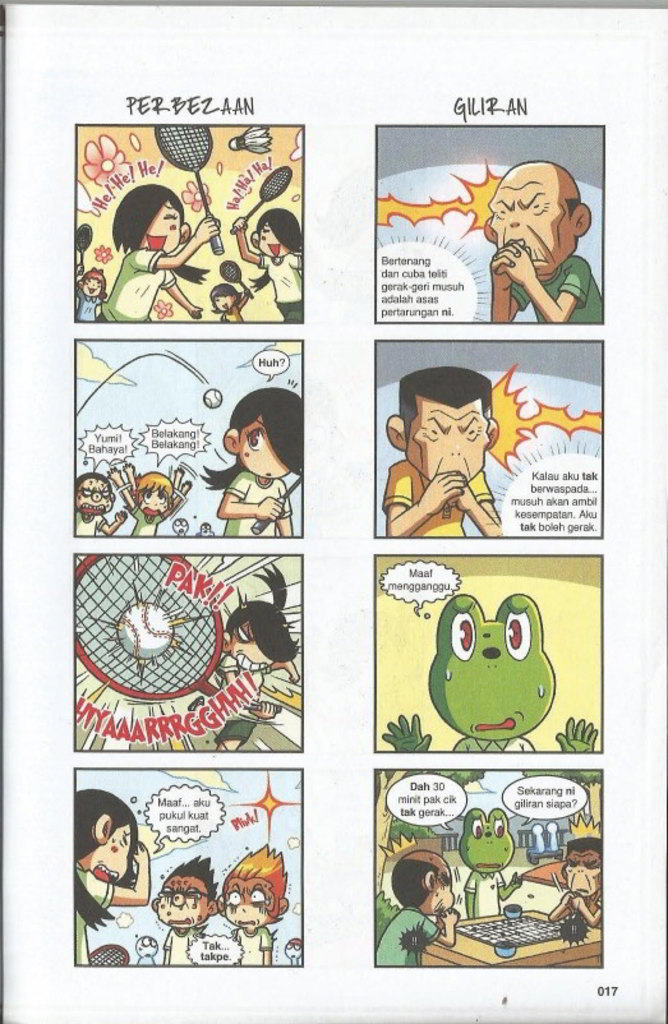 PERBEZAAN
He! He! He!
Ha! Ha! Ha!
Huh?
Yumi!
Bahaya!
Belakang!
Belakang!
PAK!!
HYYAAARRRGGHHH!
Maaf... aku
pukul kuat
sangat.
Tak...
takpe.
GILIRAN
Bertenang
dan cuba teliti
gerak-geri musuh
adalah asas
pertarungan ni.
Kalau aku tak
berwaspada...
musuh akan ambil
kesempatan. Aku
tak boleh gerak.
Maaf
mengganggu.
Dah 30
minit pak cik
tak gerak...
Sekarang ni
giliran siapa?
017